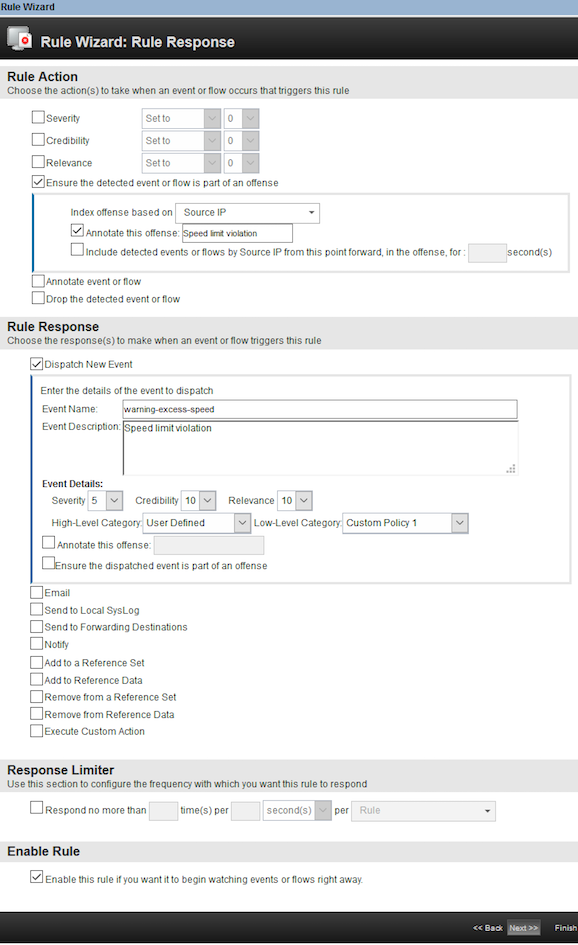 Rule Wizard
Rule Wizard: Rule Response
Rule Action
Choose the action(s) to take when an event or flow occurs that triggers this rule
Severity Set to 0
Credibility Set to 0
Relevance Set to 0
Ensure the detected event or flow is part of an offense
Index offense based on Source IP
Annotate this offense: Speed limit violation
Include detected events or flows by Source IP from this point forward, in the offense, for : second(s)
Annotate event or flow
Drop the detected event or flow
Rule Response
Choose the response(s) to make when an event or flow triggers this rule
Dispatch New Event
Enter the details of the event to dispatch
Event Name: warning-excess-speed
Event Description: Speed limit violation
Event Details:
Severity 5 Credibility 10 Relevance 10
High-Level Category: User Defined Low-Level Category: Custom Policy 1
Annotate this offense:
Ensure the dispatched event is part of an offense
Email
Send to Local SysLog
Send to Forwarding Destinations
Notify
Add to a Reference Set
Add to Reference Data
Remove from a Reference Set
Remove from Reference Data
Execute Custom Action
Response Limiter
Use this section to configure the frequency with which you want this rule to respond
Respond no more than time(s) per second(s) per Rule
Enable Rule
Enable this rule if you want it to begin watching events or flows right away.
<< Back Next >> Finish